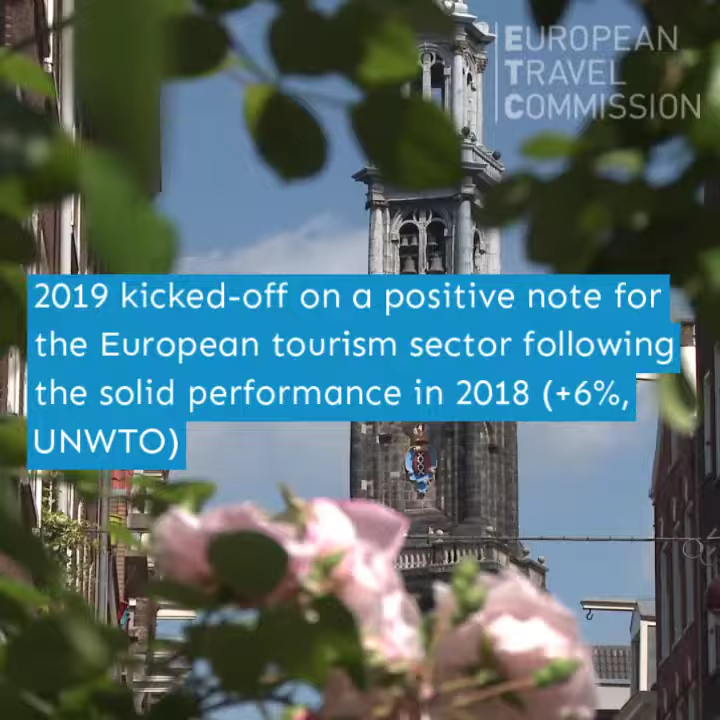 EUROPEAN
TRAVEL
COMMISSION
2019 kicked-off on a positive note for
the European tourism sector following
the solid performance in 2018 (+6%,
UNWTO)